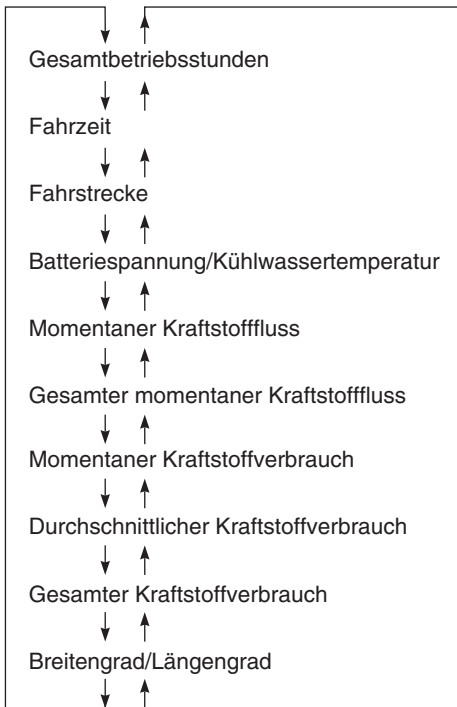 Gesamtbetriebsstunden
Fahrzeit
Fahrstrecke
Batteriespannung/Kühlwassertemperatur
Momentaner Kraftstofffluss
Gesamter momentaner Kraftstofffluss
Momentaner Kraftstoffverbrauch
Durchschnittlicher Kraftstoffverbrauch
Gesamter Kraftstoffverbrauch
Breitengrad/Längengrad